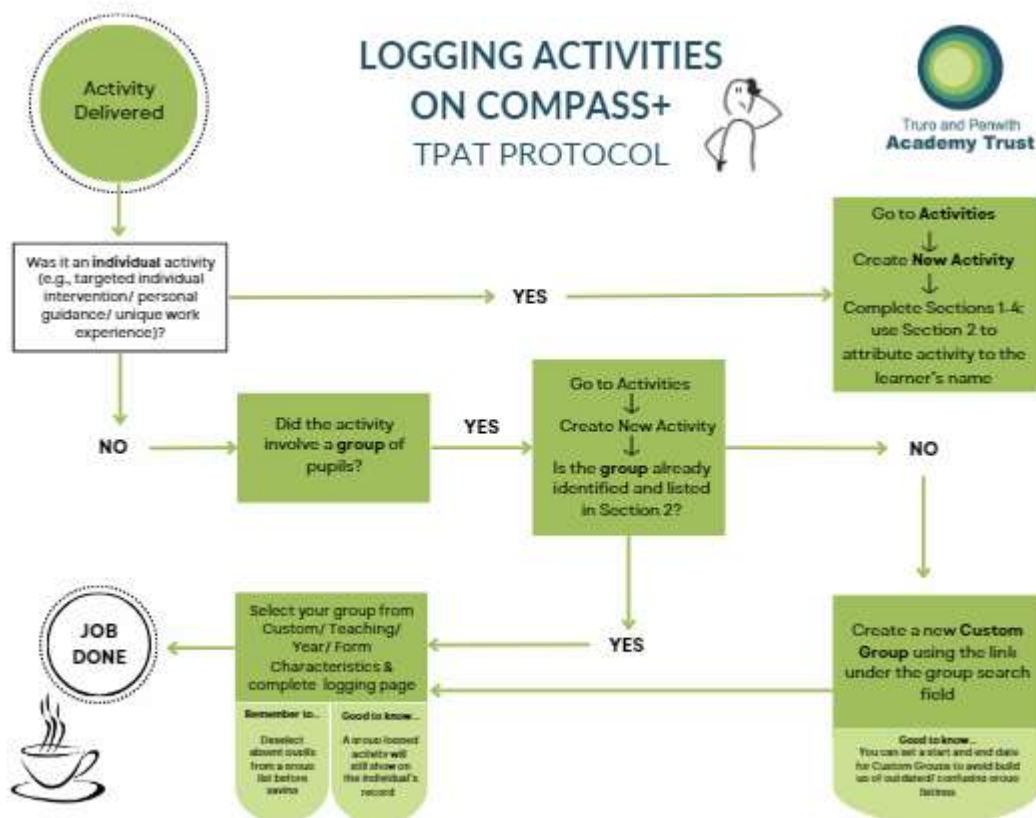 LOGGING ACTIVITIES
ON COMPASS+
TPAT PROTOCOL
Truro and Penwith
Academy Trust
Activity
Delivered
Was it an individual activity
(e.g., targeted individual
intervention/ personal
guidance/ unique work
experience)?
YES
Go to Activities
Create New Activity
Complete Sections 1-4:
use Section 2 to
attribute activity to the
learner's name
NO
Did the activity
involve a group of
pupils?
YES
Go to Activities
Create New Activity
Is the group already
identified and listed
in Section 2?
NO
YES
JOB
DONE
Select your group from
Custom/ Teaching/
Year/ Form
Characteristics &
complete logging page
Remember to...
Deselect
absent pupils
from a group
list before
saving
Good to know...
A group logged
activity will
still show on
the individual's
record
Create a new Custom
Group using the link
under the group search
field
Good to know...
You can set a start and end date
for Custom Groups to avoid build
up of outdated/ confusing group
listings